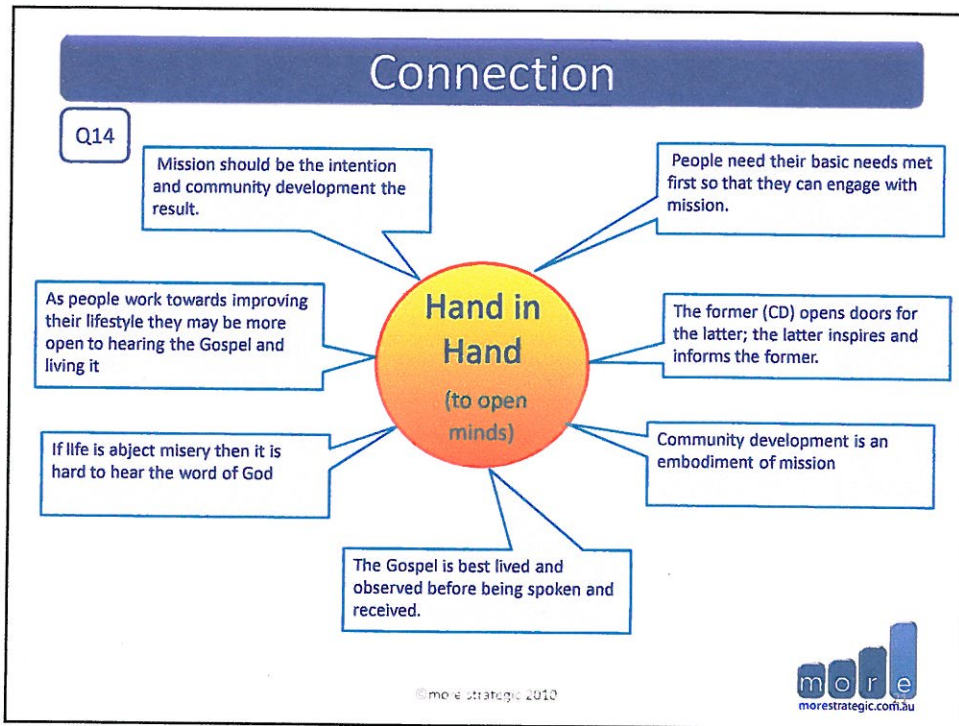 Connection
Q14
Mission should be the intention
and community development the
result.
People need their basic needs met
first so that they can engage with
mission.
As people work towards improving
their lifestyle they may be more
open to hearing the Gospel and
living it
Hand in
Hand
(to open
minds)
The former (CD) opens doors for
the latter; the latter inspires and
informs the former.
If life is abject misery then it is
hard to hear the word of God
Community development is an
embodiment of mission
The Gospel is best lived and
observed before being spoken and
received.
©more strategic 2010
more
morestrategic.com.au